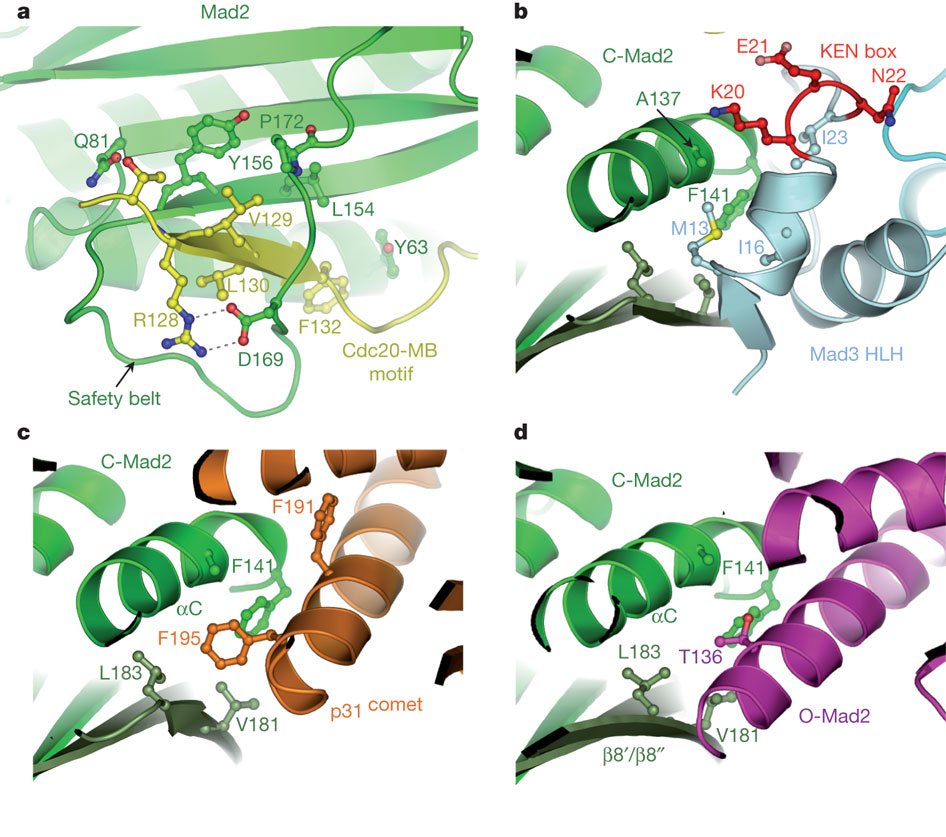 a
Mad2
Q81
P172
Y156
L154
V129
Y63
L130
R128
F132
D169
Cdc20-MB
motif
Safety belt
b
E21
KEN box
C-Mad2
N22
K20
A137
I23
F141
M13
I16
Mad3 HLH
c
C-Mad2
F191
F141
αC
F195
L183
p31 comet
V181
d
C-Mad2
F141
αC
L183
T136
O-Mad2
V181
β8′/β8″